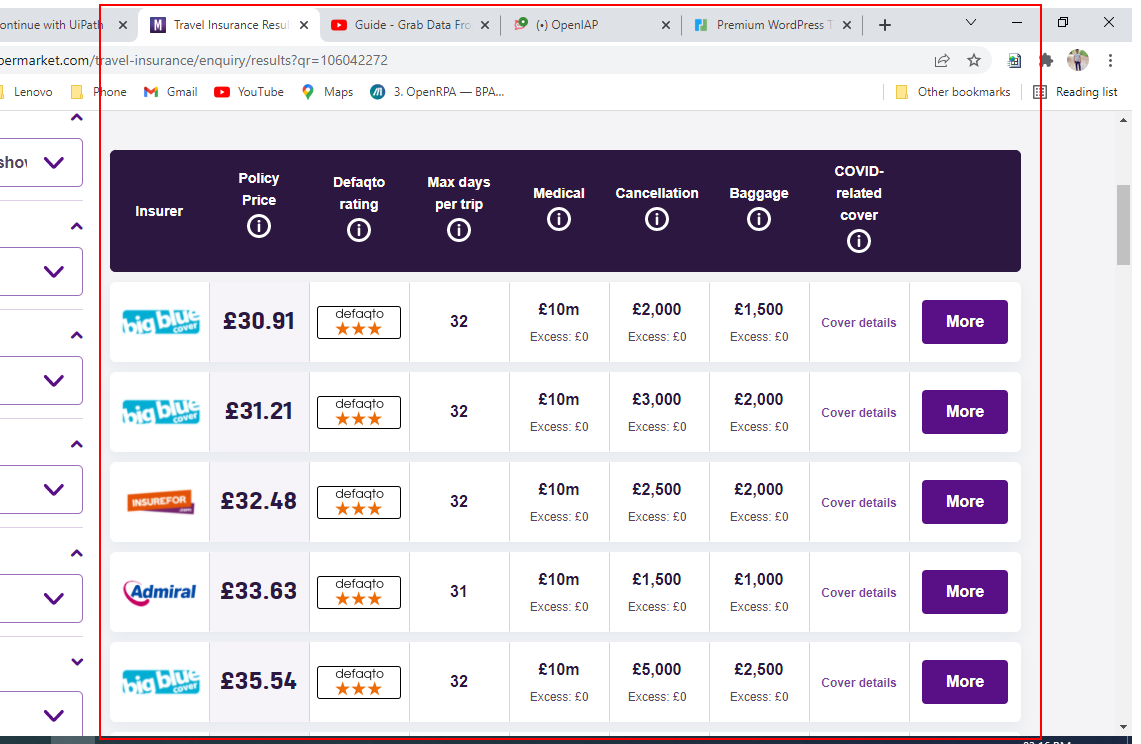 ontinue with UiPath
Travel Insurance Resul
Guide - Grab Data Fro
(•) OpenIAP
Premium WordPress T
permarket.com/travel-insurance/enquiry/results?qr=106042272
Lenovo
Phone
Gmail
YouTube
Maps
3. OpenRPA — BPA...
Other bookmarks
Reading list
Insurer
Policy
Price
Defaqto
rating
Max days
per trip
Medical
Cancellation
Baggage
COVID-
related
cover
big blue
cover
£30.91
defaqto
32
£10m
Excess: £0
£2,000
Excess: £0
£1,500
Excess: £0
Cover details
More
big blue
cover
£31.21
defaqto
32
£10m
Excess: £0
£3,000
Excess: £0
£2,000
Excess: £0
Cover details
More
INSUREFOR
.com
£32.48
defaqto
32
£10m
Excess: £0
£2,500
Excess: £0
£2,000
Excess: £0
Cover details
More
Admiral
£33.63
defaqto
31
£10m
Excess: £0
£1,500
Excess: £0
£1,000
Excess: £0
Cover details
More
big blue
cover
£35.54
defaqto
32
£10m
Excess: £0
£5,000
Excess: £0
£2,500
Excess: £0
Cover details
More